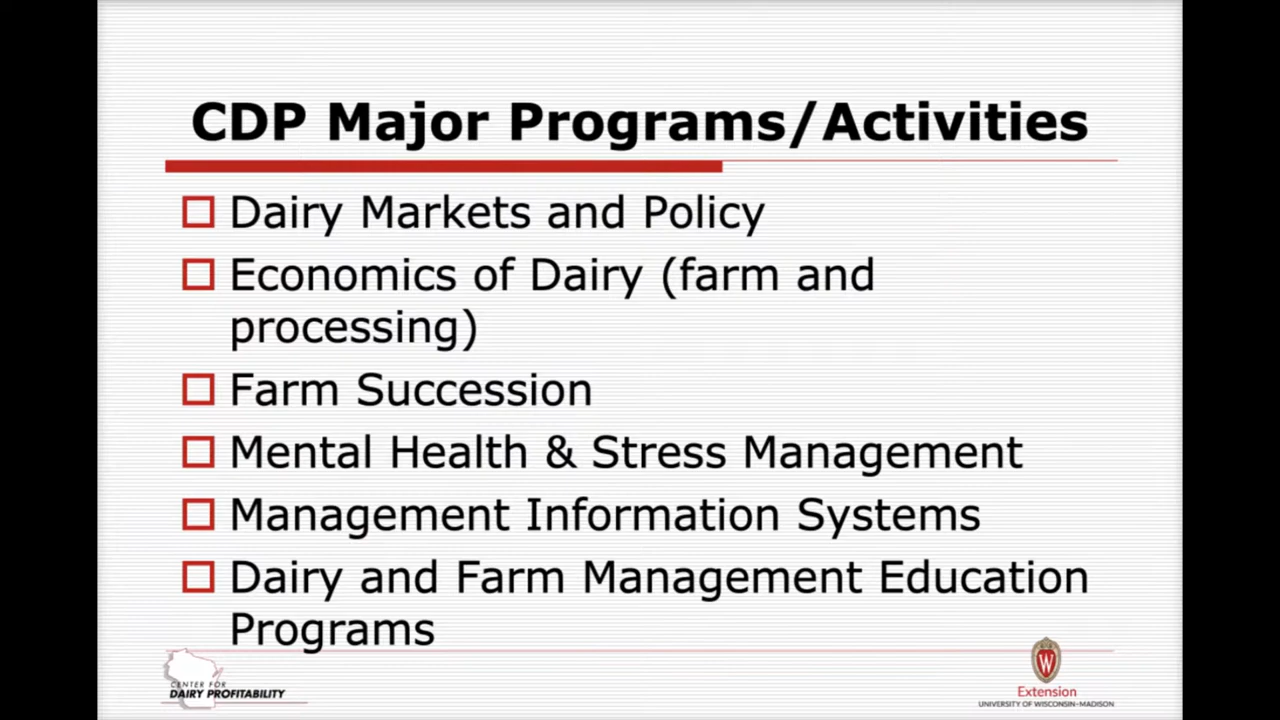 CDP Major Programs/Activities
Dairy Markets and Policy
Economics of Dairy (farm and
processing)
Farm Succession
Mental Health & Stress Management
Management Information Systems
Dairy and Farm Management Education
Programs
CENTER FOR
DAIRY PROFITABILITY
W
Extension
UNIVERSITY OF WISCONSIN–MADISON